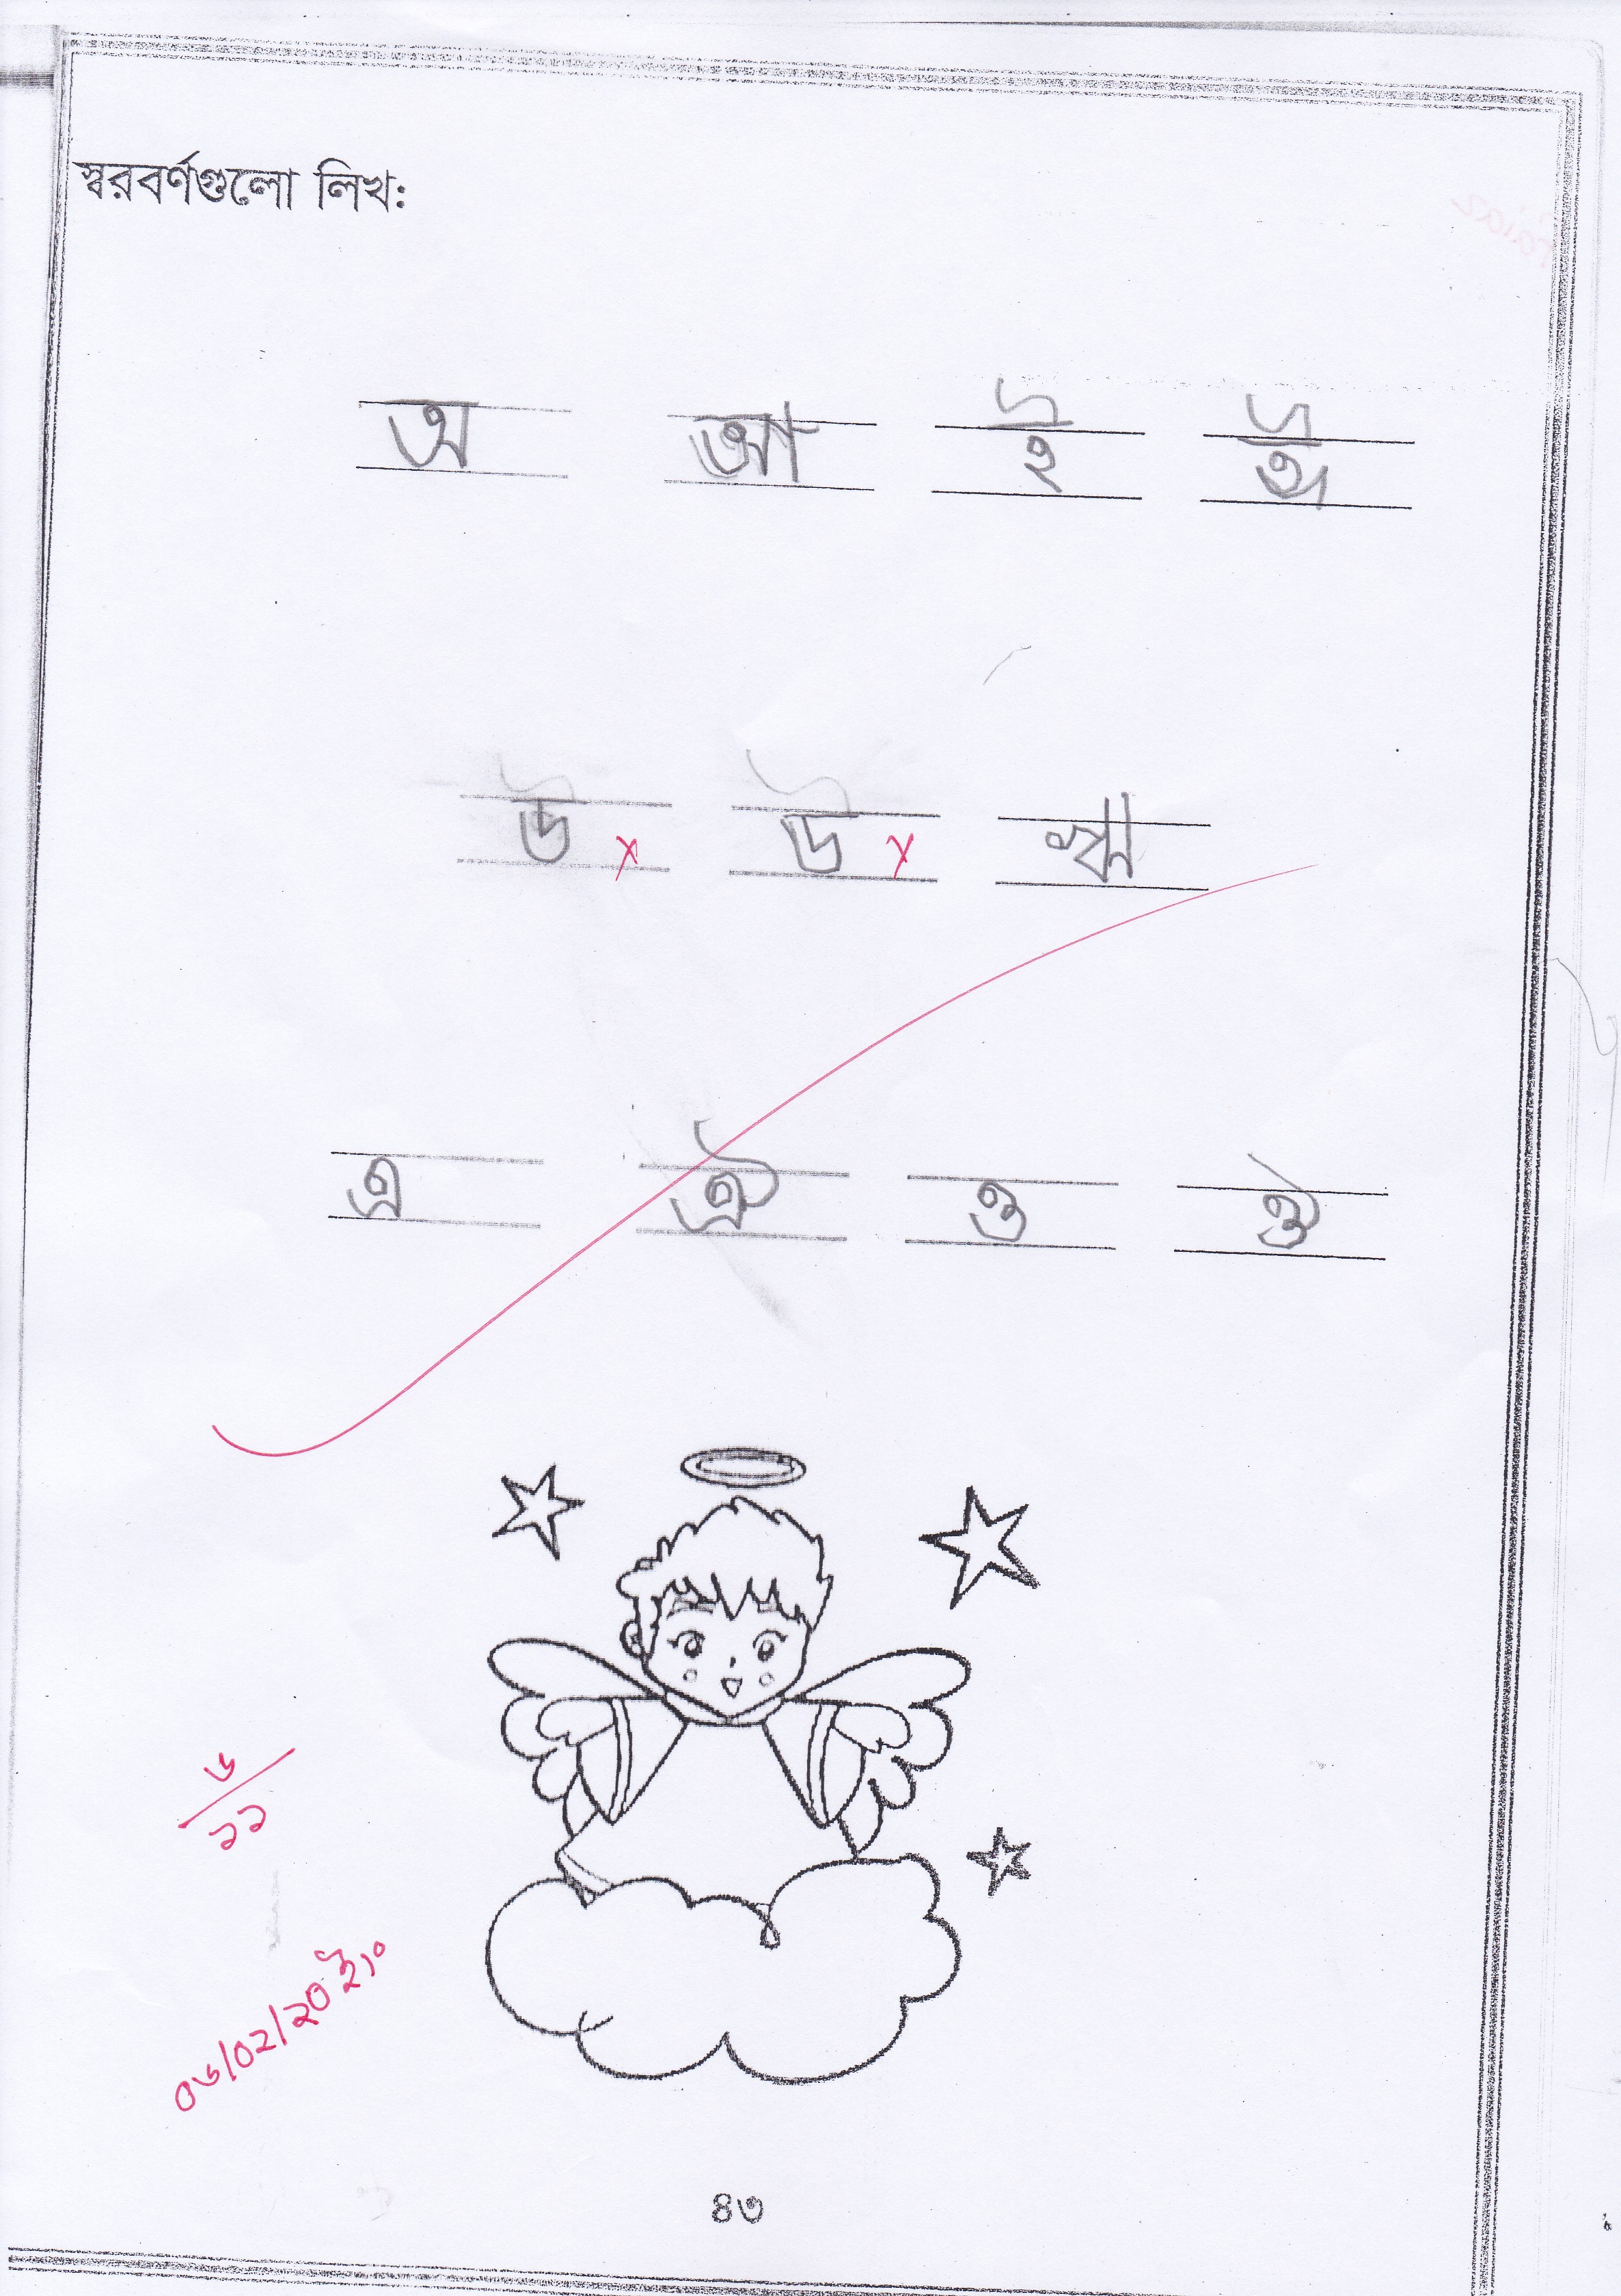 স্বরবর্ণগুলো লিখ:
অ আ ই ঈ
উ x উ x ঋ
এ ঐ ও ঔ
৬
১১
০৬/০২/২০ ইং
৪৩